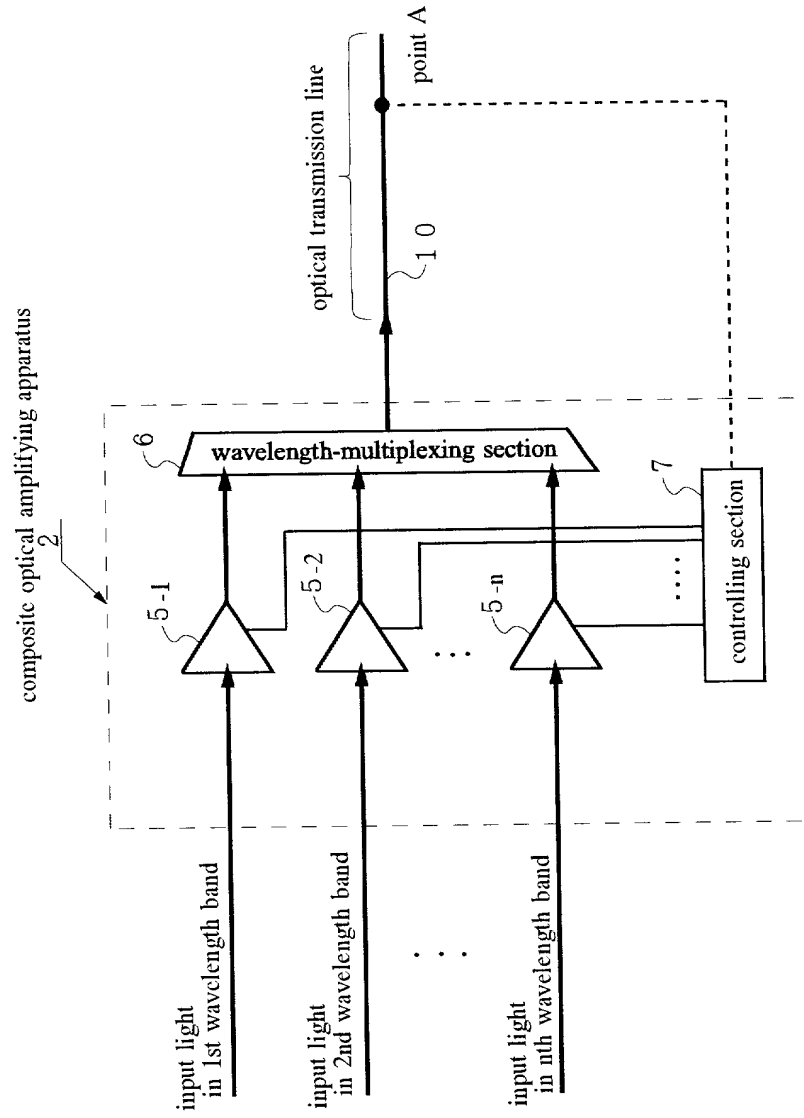 composite optical amplifying apparatus
2
input light
in 1st wavelength band
5-1
input light
in 2nd wavelength band
5-2
. . .
. . .
input light
in nth wavelength band
5-n
6
wavelength-multiplexing section
optical transmission line
10
point A
7
.....
controlling section